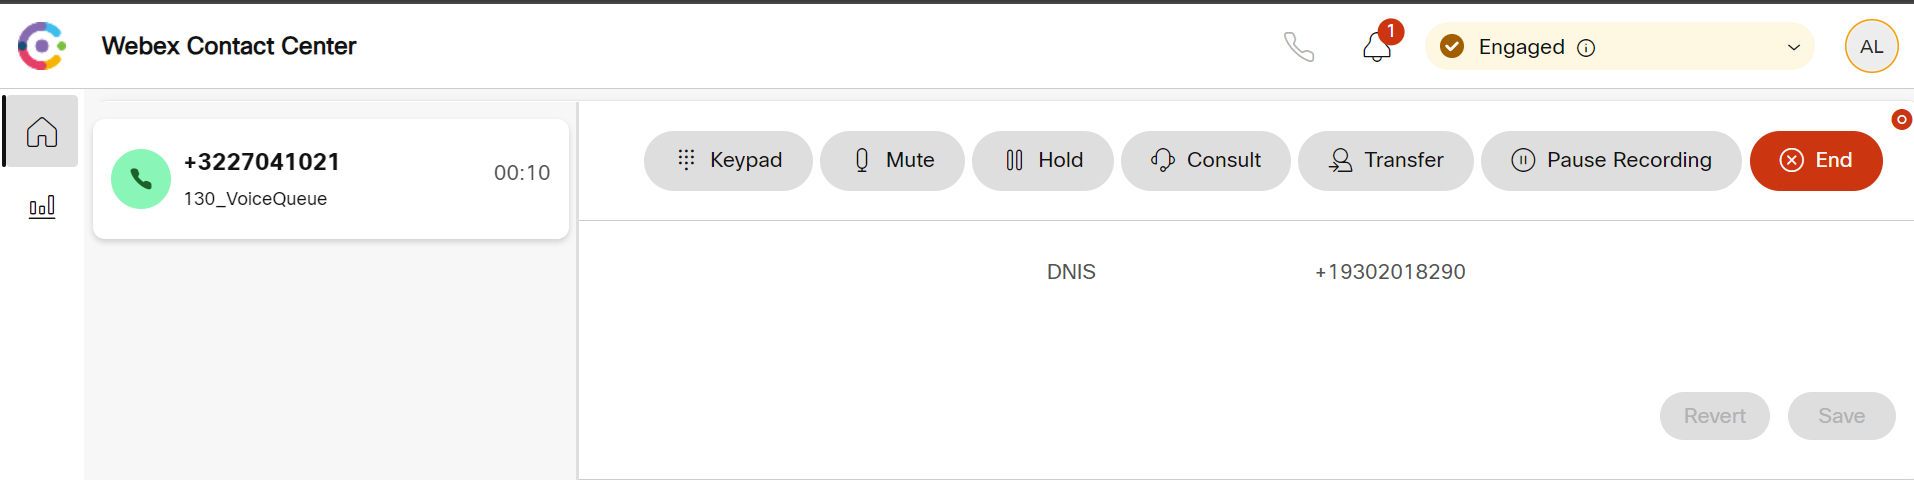 Webex Contact Center
1
Engaged
AL
+3227041021
00:10
130_VoiceQueue
Keypad
Mute
Hold
Consult
Transfer
Pause Recording
End
DNIS
+19302018290
Revert
Save